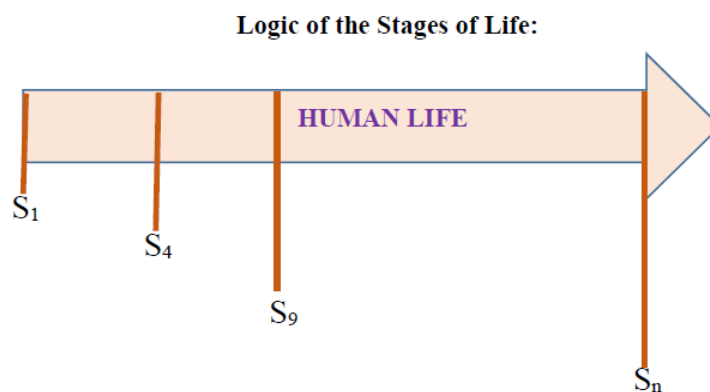 Logic of the Stages of Life:
HUMAN LIFE
S₁
S₄
S₉
Sₙ